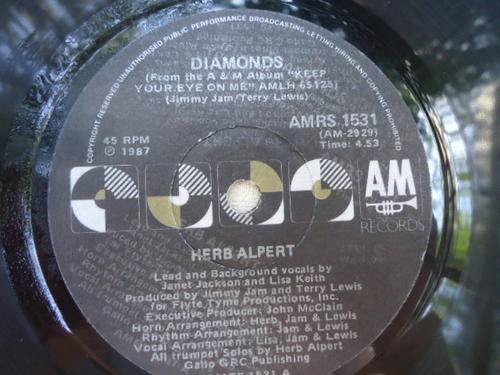 COPYRIGHT RESERVED UNAUTHORISED PUBLIC PERFORMANCE BROADCASTING LETTING HIRING AND COPYING PROHIBITED
DIAMONDS
(From the A & M Album "KEEP
YOUR EYE ON ME" AMLH 65125)
(Jimmy Jam/Terry Lewis)
AMRS 1531
(AM-2929)
45 RPM
Time: 4.53
℗ 1987
AM
RECORDS
HERB ALPERT
Lead and Background vocals by
Janet Jackson and Lisa Keith
Produced by Jimmy Jam and Terry Lewis
for Flyte Tyme Productions, Inc.
Executive Producer: John McClain
Horn Arrangement: Herb, Jam & Lewis
Rhythm Arrangement: Jam & Lewis
Vocal Arrangement: Lisa, Jam & Lewis
All trumpet Solos by Herb Alpert
Gallo GRC Publishing